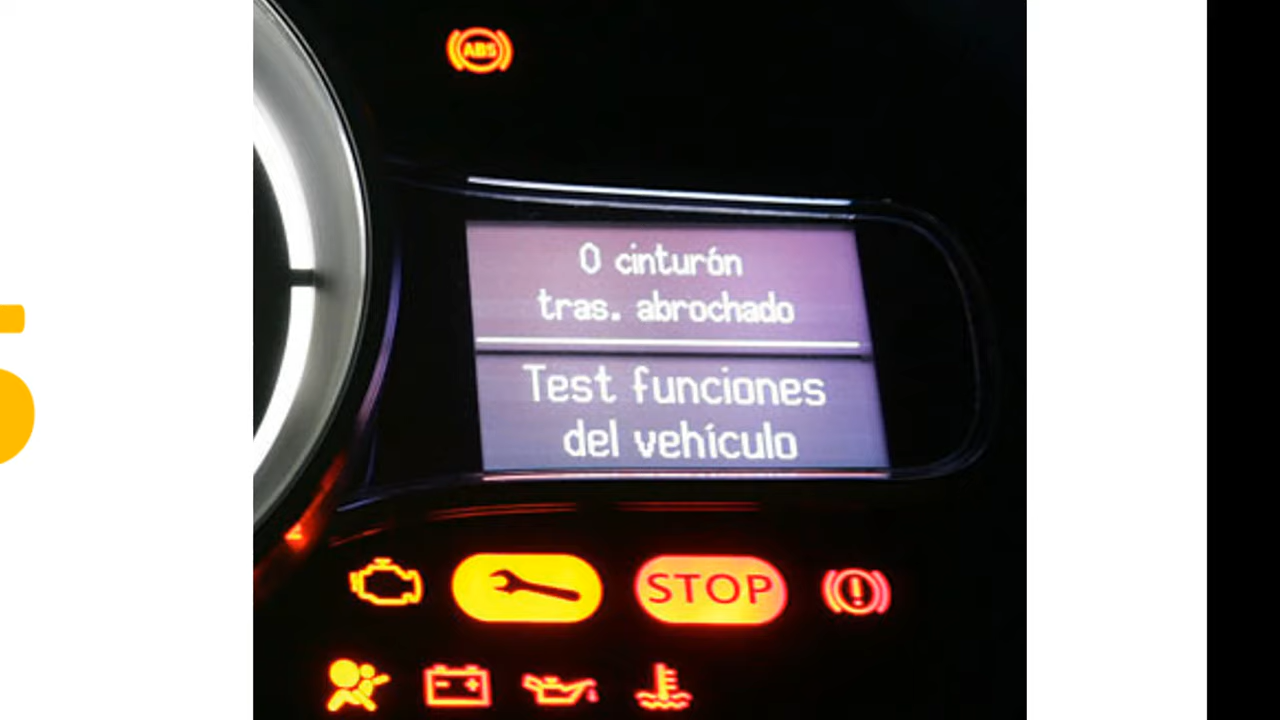 ABS
0 cinturón
tras. abrochado
Test funciones
del vehículo
STOP